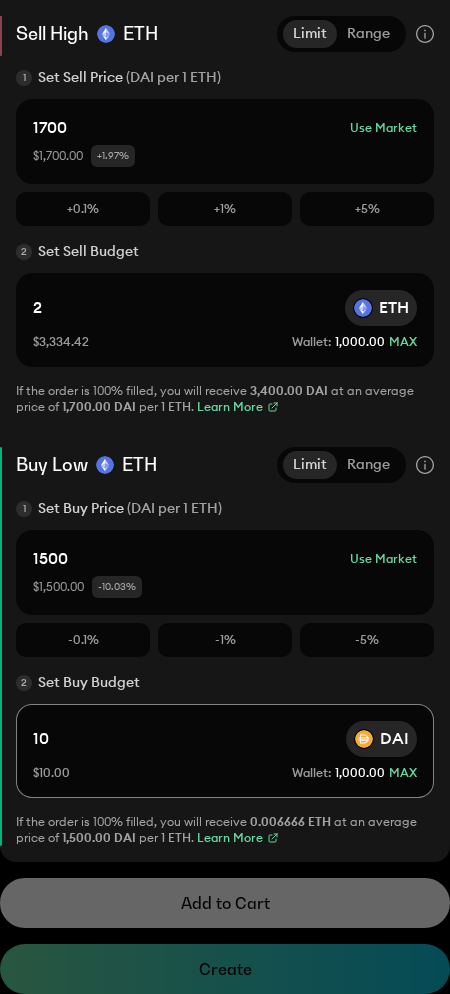 Sell High ETH Limit Range
1 Set Sell Price (DAI per 1 ETH)
1700 Use Market
$1,700.00 +1.97%
+0.1% +1% +5%
2 Set Sell Budget
2 ETH
$3,334.42 Wallet: 1,000.00 MAX
If the order is 100% filled, you will receive 3,400.00 DAI at an average
price of 1,700.00 DAI per 1 ETH. Learn More
Buy Low ETH Limit Range
1 Set Buy Price (DAI per 1 ETH)
1500 Use Market
$1,500.00 -10.03%
-0.1% -1% -5%
2 Set Buy Budget
10 DAI
$10.00 Wallet: 1,000.00 MAX
If the order is 100% filled, you will receive 0.006666 ETH at an average
price of 1,500.00 DAI per 1 ETH. Learn More
Add to Cart
Create